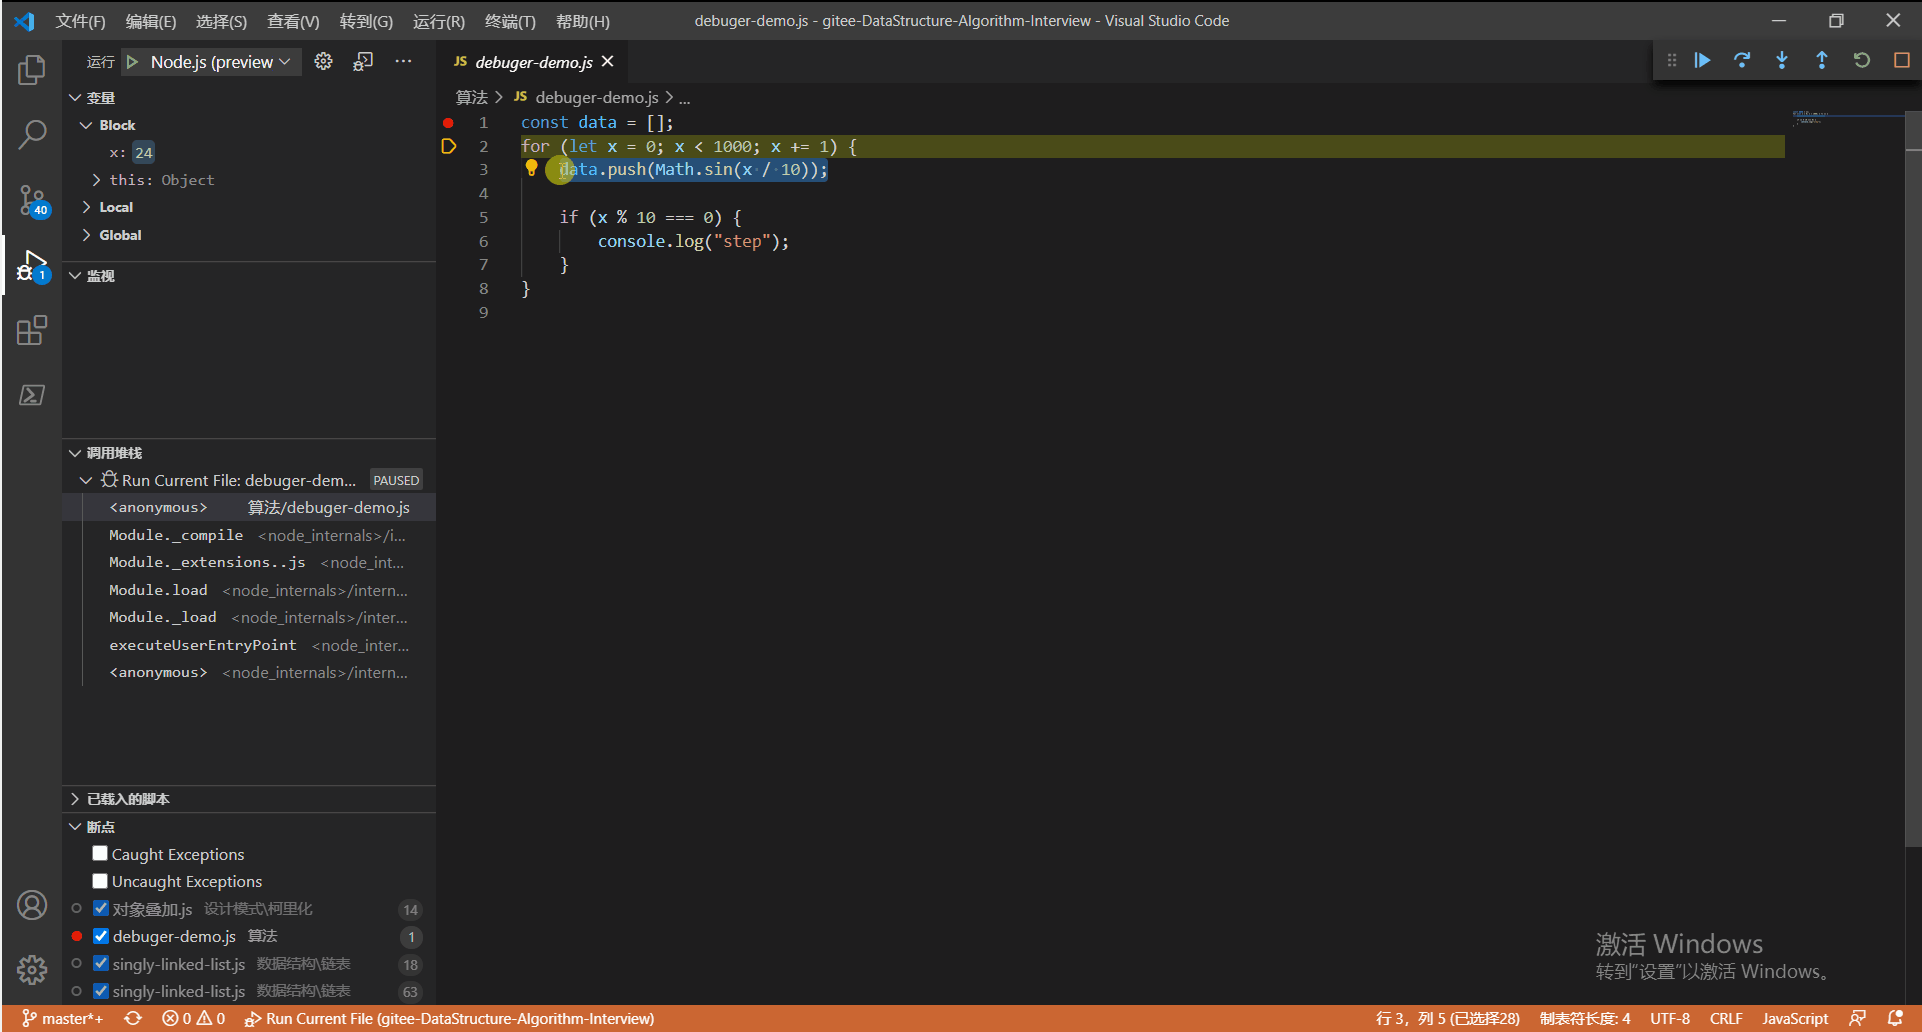 文件(F) 编辑(E) 选择(S) 查看(V) 转到(G) 运行(R) 终端(T) 帮助(H) debuger-demo.js - gitee-DataStructure-Algorithm-Interview - Visual Studio Code
运行 Node.js (preview ...
JS debuger-demo.js
算法 > JS debuger-demo.js > ...
变量
Block
x: 24
this: Object
Local
Global
40
1
监视
调用堆栈
Run Current File: debuger-dem... PAUSED
<anonymous> 算法/debuger-demo.js
Module._compile <node_internals>/i...
Module._extensions..js <node_int...
Module.load <node_internals>/intern...
Module._load <node_internals>/inter...
executeUserEntryPoint <node_inter...
<anonymous> <node_internals>/intern...
已载入的脚本
断点
Caught Exceptions
Uncaught Exceptions
对象叠加.js 设计模式\柯里化 14
debuger-demo.js 算法 1
singly-linked-list.js 数据结构\链表 18
singly-linked-list.js 数据结构\链表 63
1 const data = [];
2 for (let x = 0; x < 1000; x += 1) {
3 data.push(Math.sin(x / 10));
4
5 if (x % 10 === 0) {
6 console.log("step");
7 }
8 }
9
激活 Windows
转到"设置"以激活 Windows。
master*+ 0 0 Run Current File (gitee-DataStructure-Algorithm-Interview) 行 3，列 5 (已选择28) 制表符长度: 4 UTF-8 CRLF JavaScript